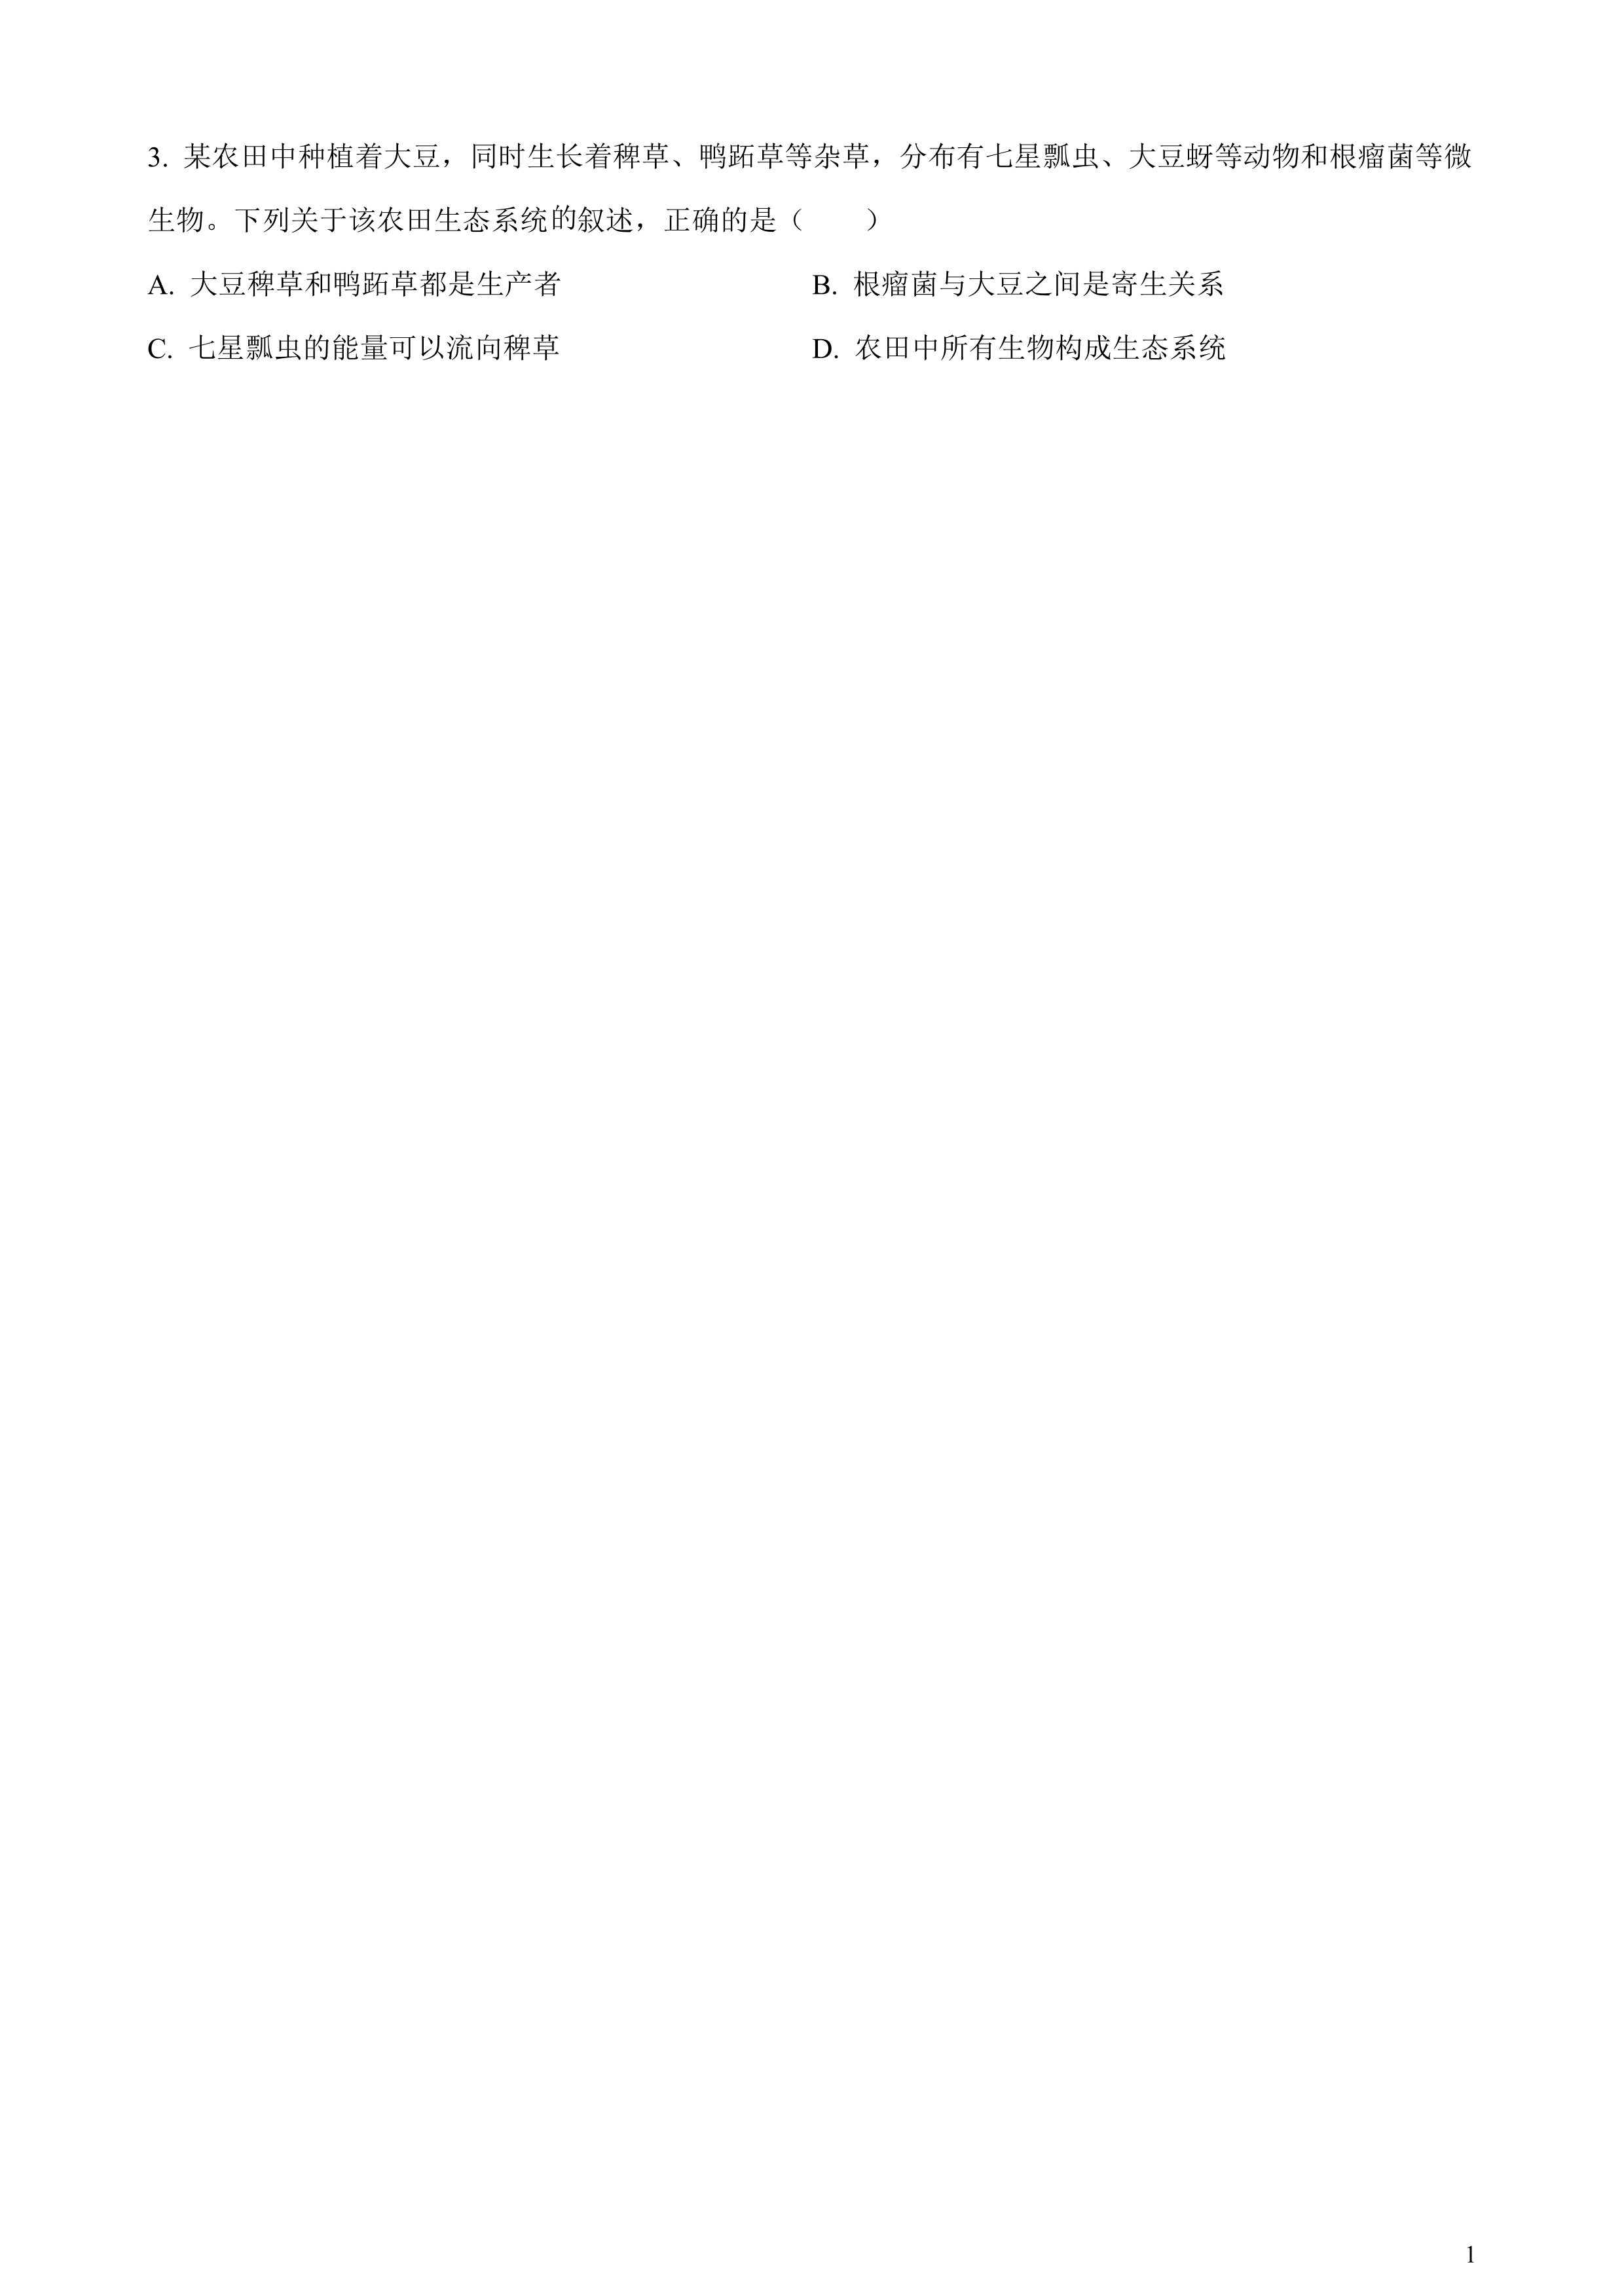 3. 某农田中种植着大豆，同时生长着稗草、鸭跖草等杂草，分布有七星瓢虫、大豆蚜等动物和根瘤菌等微
生物。下列关于该农田生态系统的叙述，正确的是（　　）
A. 大豆稗草和鸭跖草都是生产者 B. 根瘤菌与大豆之间是寄生关系
C. 七星瓢虫的能量可以流向稗草 D. 农田中所有生物构成生态系统
1